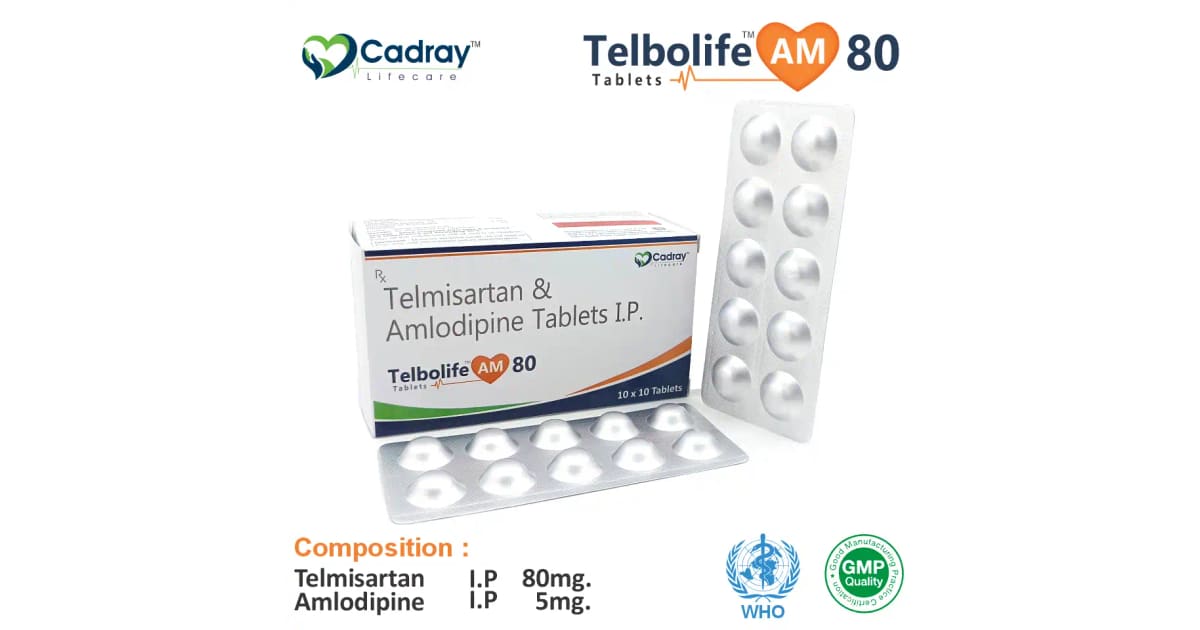 Cadray™
Lifecare
Telbolife™ AM 80
Tablets
Cadray™
Lifecare
Rx
Telmisartan &
Amlodipine Tablets I.P.
Telbolife™ AM 80
Tablets
10 x 10 Tablets
Composition :
Telmisartan I.P 80mg.
Amlodipine I.P 5mg.
WHO
Good Manufacturing Practice Certification
GMP
Quality